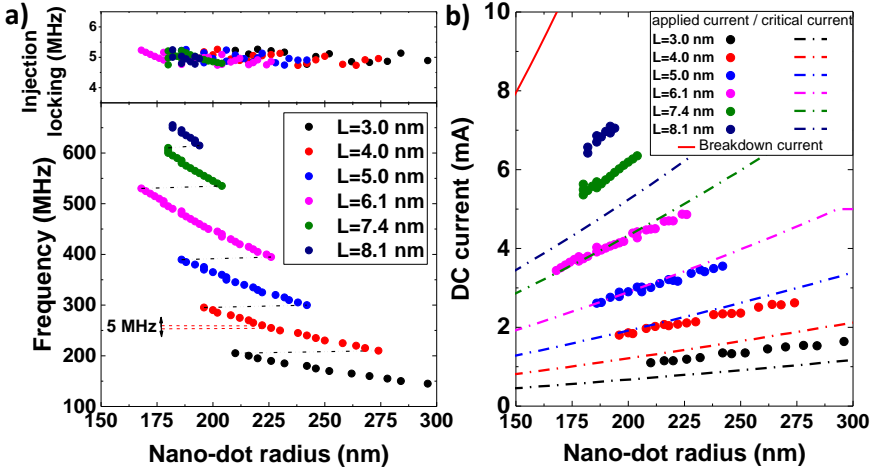 a)
Injection
locking (MHz)
6
5
4
Frequency (MHz)
600
500
400
300
200
100
L=3.0 nm
L=4.0 nm
L=5.0 nm
L=6.1 nm
L=7.4 nm
L=8.1 nm
5 MHz
150
175
200
225
250
275
300
Nano-dot radius (nm)
b)
DC current (mA)
10
8
6
4
2
0
applied current / critical current
L=3.0 nm
L=4.0 nm
L=5.0 nm
L=6.1 nm
L=7.4 nm
L=8.1 nm
Breakdown current
150
200
250
300
Nano-dot radius (nm)